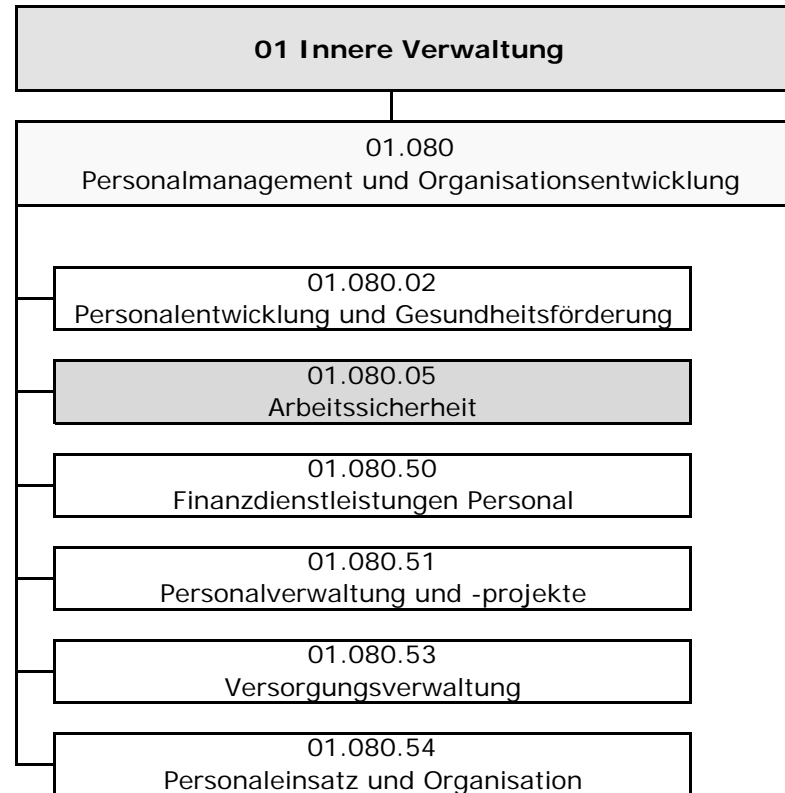 01 Innere Verwaltung
01.080
Personalmanagement und Organisationsentwicklung
01.080.02
Personalentwicklung und Gesundheitsförderung
01.080.05
Arbeitssicherheit
01.080.50
Finanzdienstleistungen Personal
01.080.51
Personalverwaltung und -projekte
01.080.53
Versorgungsverwaltung
01.080.54
Personaleinsatz und Organisation